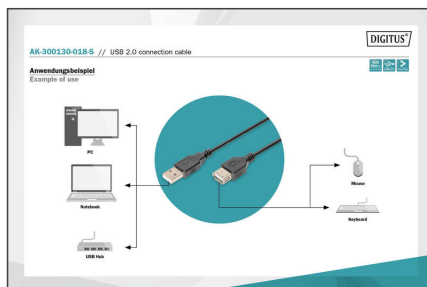 DIGITUS®
AK-300130-018-S // USB 2.0 connection cable
Anwendungsbeispiel
Example of use
PC
Notebook
USB Hub
Mouse
Keyboard